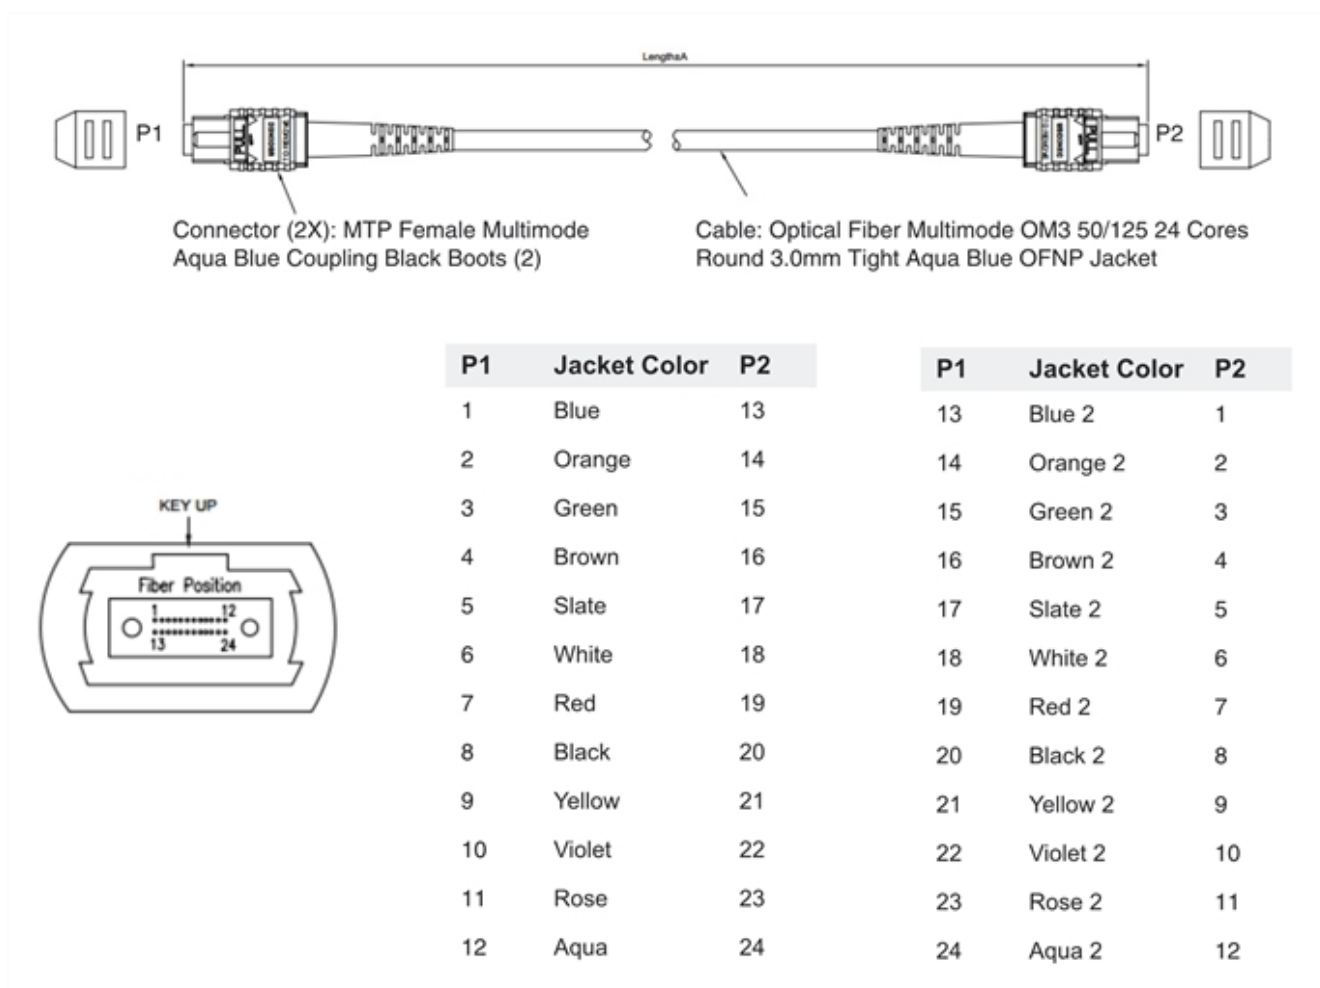 LengthsA
P1
PULL
PULL
P2
Connector (2X): MTP Female Multimode
Aqua Blue Coupling Black Boots (2)
Cable: Optical Fiber Multimode OM3 50/125 24 Cores
Round 3.0mm Tight Aqua Blue OFNP Jacket
P1 Jacket Color P2
1 Blue 13
2 Orange 14
3 Green 15
4 Brown 16
5 Slate 17
6 White 18
7 Red 19
8 Black 20
9 Yellow 21
10 Violet 22
11 Rose 23
12 Aqua 24
P1 Jacket Color P2
13 Blue 2 1
14 Orange 2 2
15 Green 2 3
16 Brown 2 4
17 Slate 2 5
18 White 2 6
19 Red 2 7
20 Black 2 8
21 Yellow 2 9
22 Violet 2 10
23 Rose 2 11
24 Aqua 2 12
KEY UP
Fiber Position
1 12
13 24